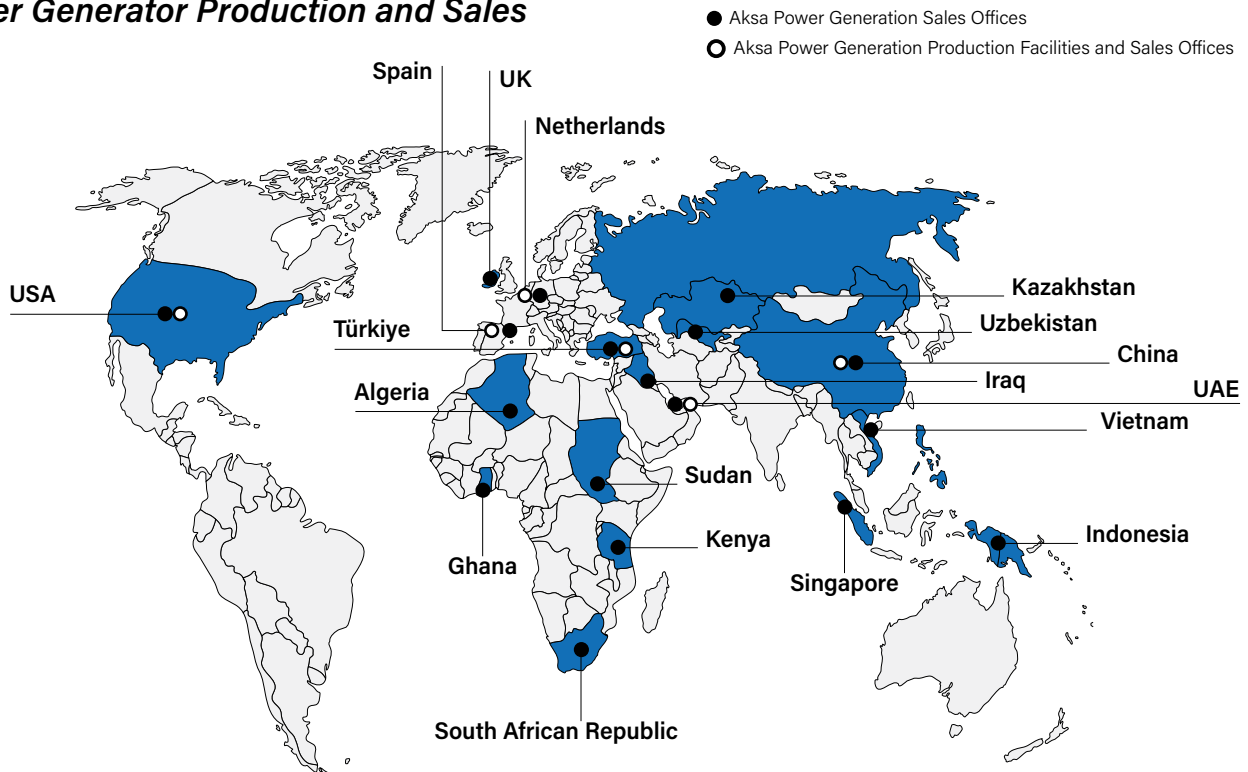 er Generator Production and Sales
Aksa Power Generation Sales Offices
Aksa Power Generation Production Facilities and Sales Offices
Spain
UK
Netherlands
USA
Türkiye
Kazakhstan
Uzbekistan
China
Iraq
UAE
Algeria
Vietnam
Sudan
Kenya
Indonesia
Ghana
Singapore
South African Republic